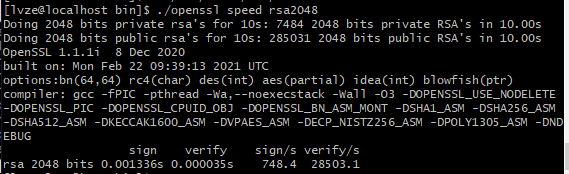 [lvze@localhost bin]$ ./openssl speed rsa2048
Doing 2048 bits private rsa's for 10s: 7484 2048 bits private RSA's in 10.00s
Doing 2048 bits public rsa's for 10s: 285031 2048 bits public RSA's in 10.00s
OpenSSL 1.1.1i  8 Dec 2020
built on: Mon Feb 22 09:39:13 2021 UTC
options:bn(64,64) rc4(char) des(int) aes(partial) idea(int) blowfish(ptr)
compiler: gcc -fPIC -pthread -Wa,--noexecstack -Wall -O3 -DOPENSSL_USE_NODELETE
-DOPENSSL_PIC -DOPENSSL_CPUID_OBJ -DOPENSSL_BN_ASM_MONT -DSHA1_ASM -DSHA256_ASM
-DSHA512_ASM -DKECCAK1600_ASM -DVPAES_ASM -DECP_NISTZ256_ASM -DPOLY1305_ASM -DND
EBUG
sign    verify    sign/s verify/s
rsa 2048 bits 0.001336s 0.000035s    748.4  28503.1